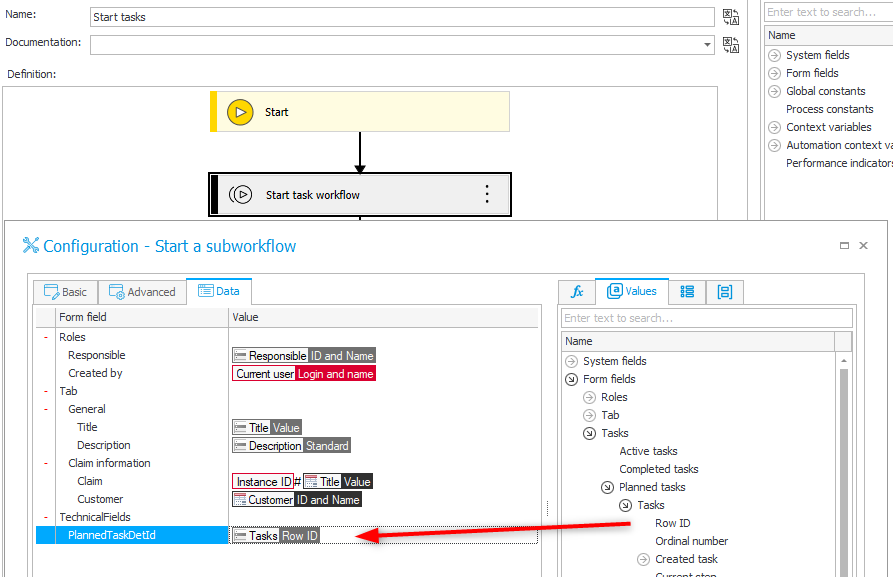 Name:
Start tasks
Documentation:
Definition:
Start
Start task workflow
Enter text to search...
Name
System fields
Form fields
Global constants
Process constants
Context variables
Automation context va
Performance indicators
Configuration - Start a subworkflow
Basic
Advanced
Data
Form field Value
- Roles
Responsible Responsible ID and Name
Created by Current user Login and name
- Tab
- General
Title Title Value
Description Description Standard
- Claim information
Claim Instance ID # Title Value
Customer Customer ID and Name
- TechnicalFields
PlannedTaskDetId Tasks Row ID
fx
Values
Enter text to search...
Name
System fields
Form fields
Roles
Tab
Tasks
Active tasks
Completed tasks
Planned tasks
Tasks
Row ID
Ordinal number
Created task
Current step